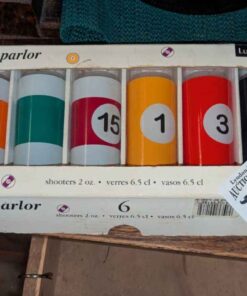 parlor
Lu
15
1
3
shooters 2 oz. • verres 6.5 cl • vasos 6.5 cl
parlor
6
shooters 2 oz. • verres 6.5 cl • vasos 6.5 cl